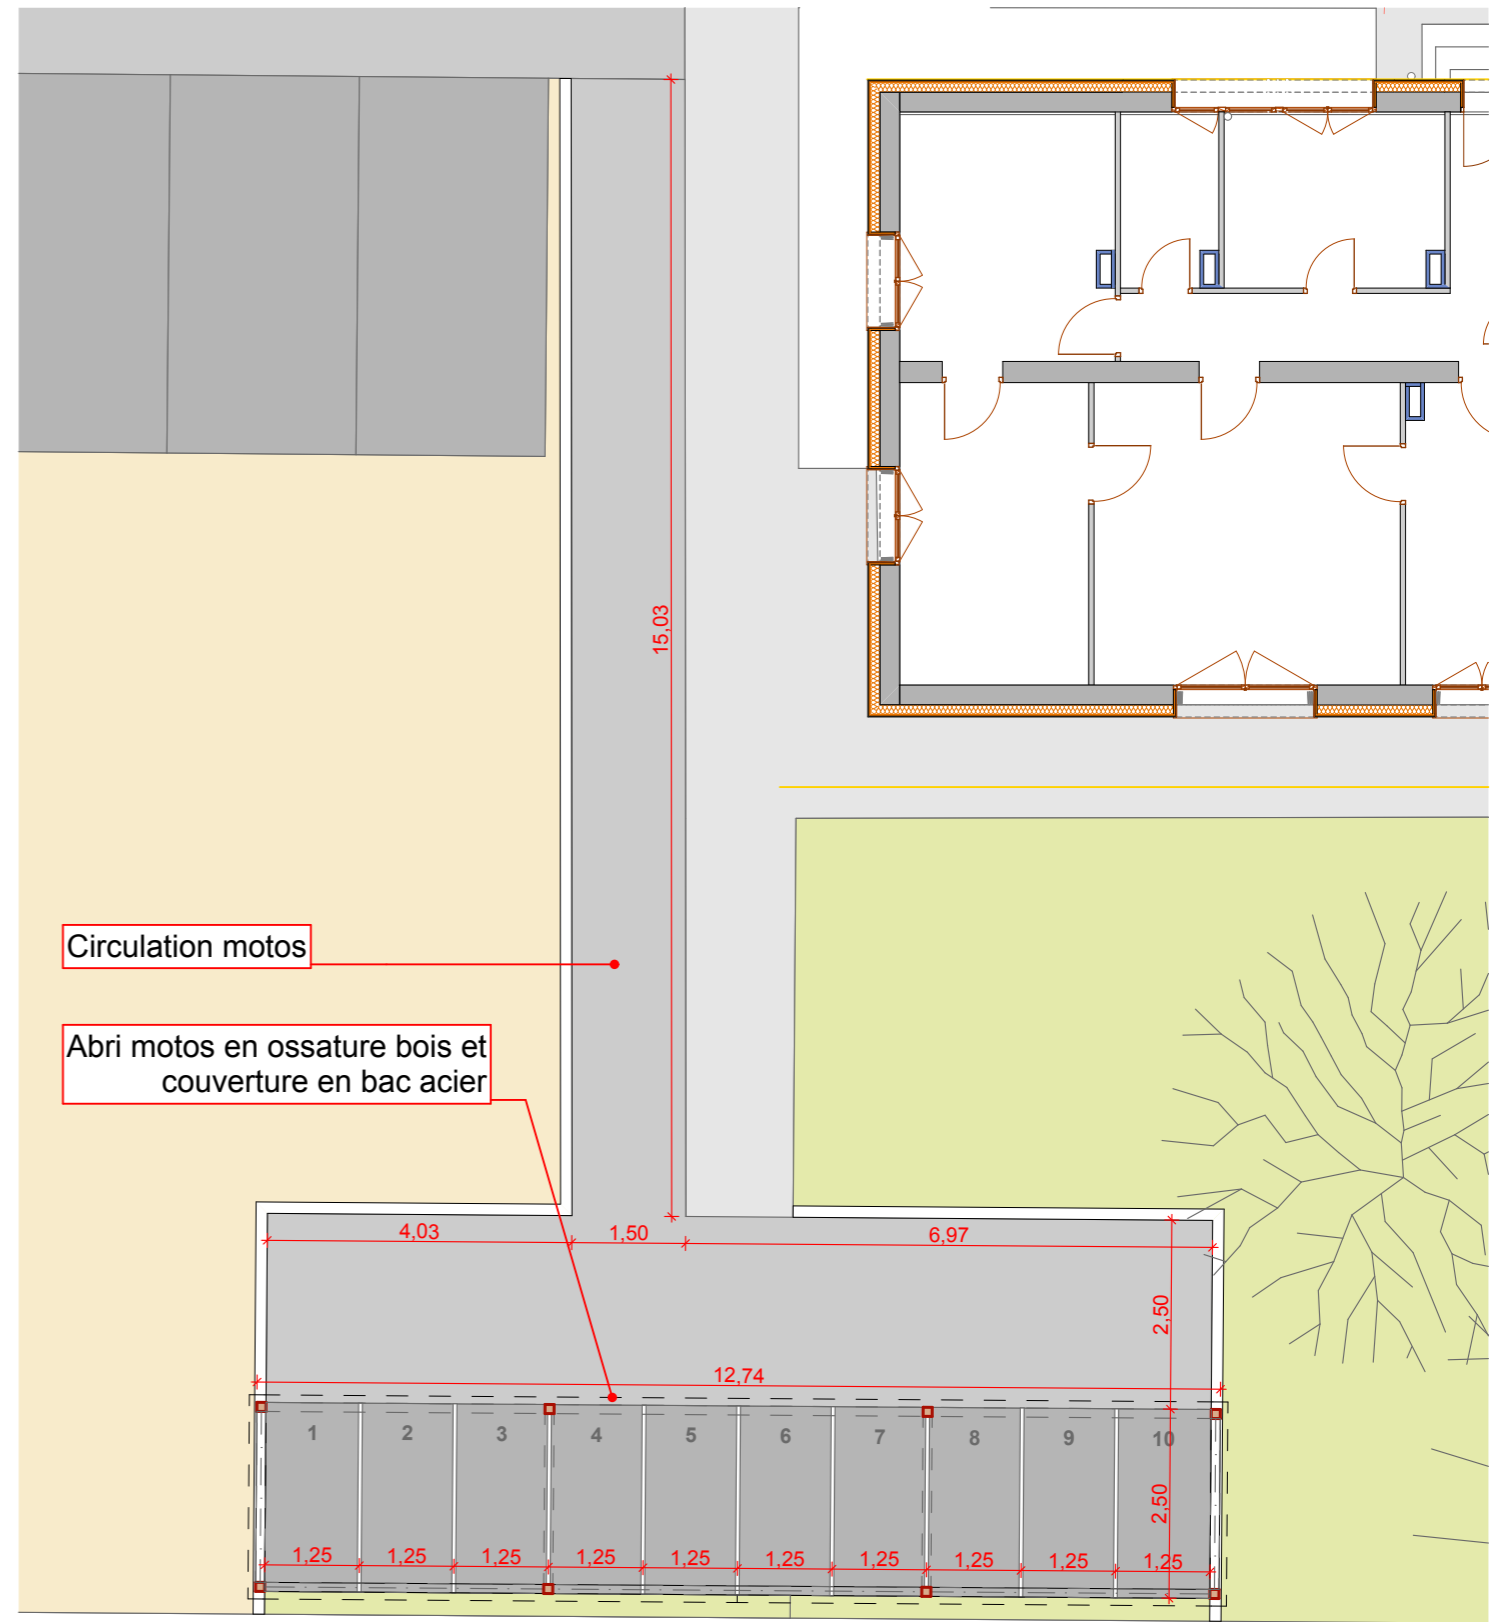 15,03
Circulation motos
Abri motos en ossature bois et
couverture en bac acier
4,03 1,50 6,97
2,50
12,74
1 2 3 4 5 6 7 8 9 10
2,50
1,25 1,25 1,25 1,25 1,25 1,25 1,25 1,25 1,25 1,25